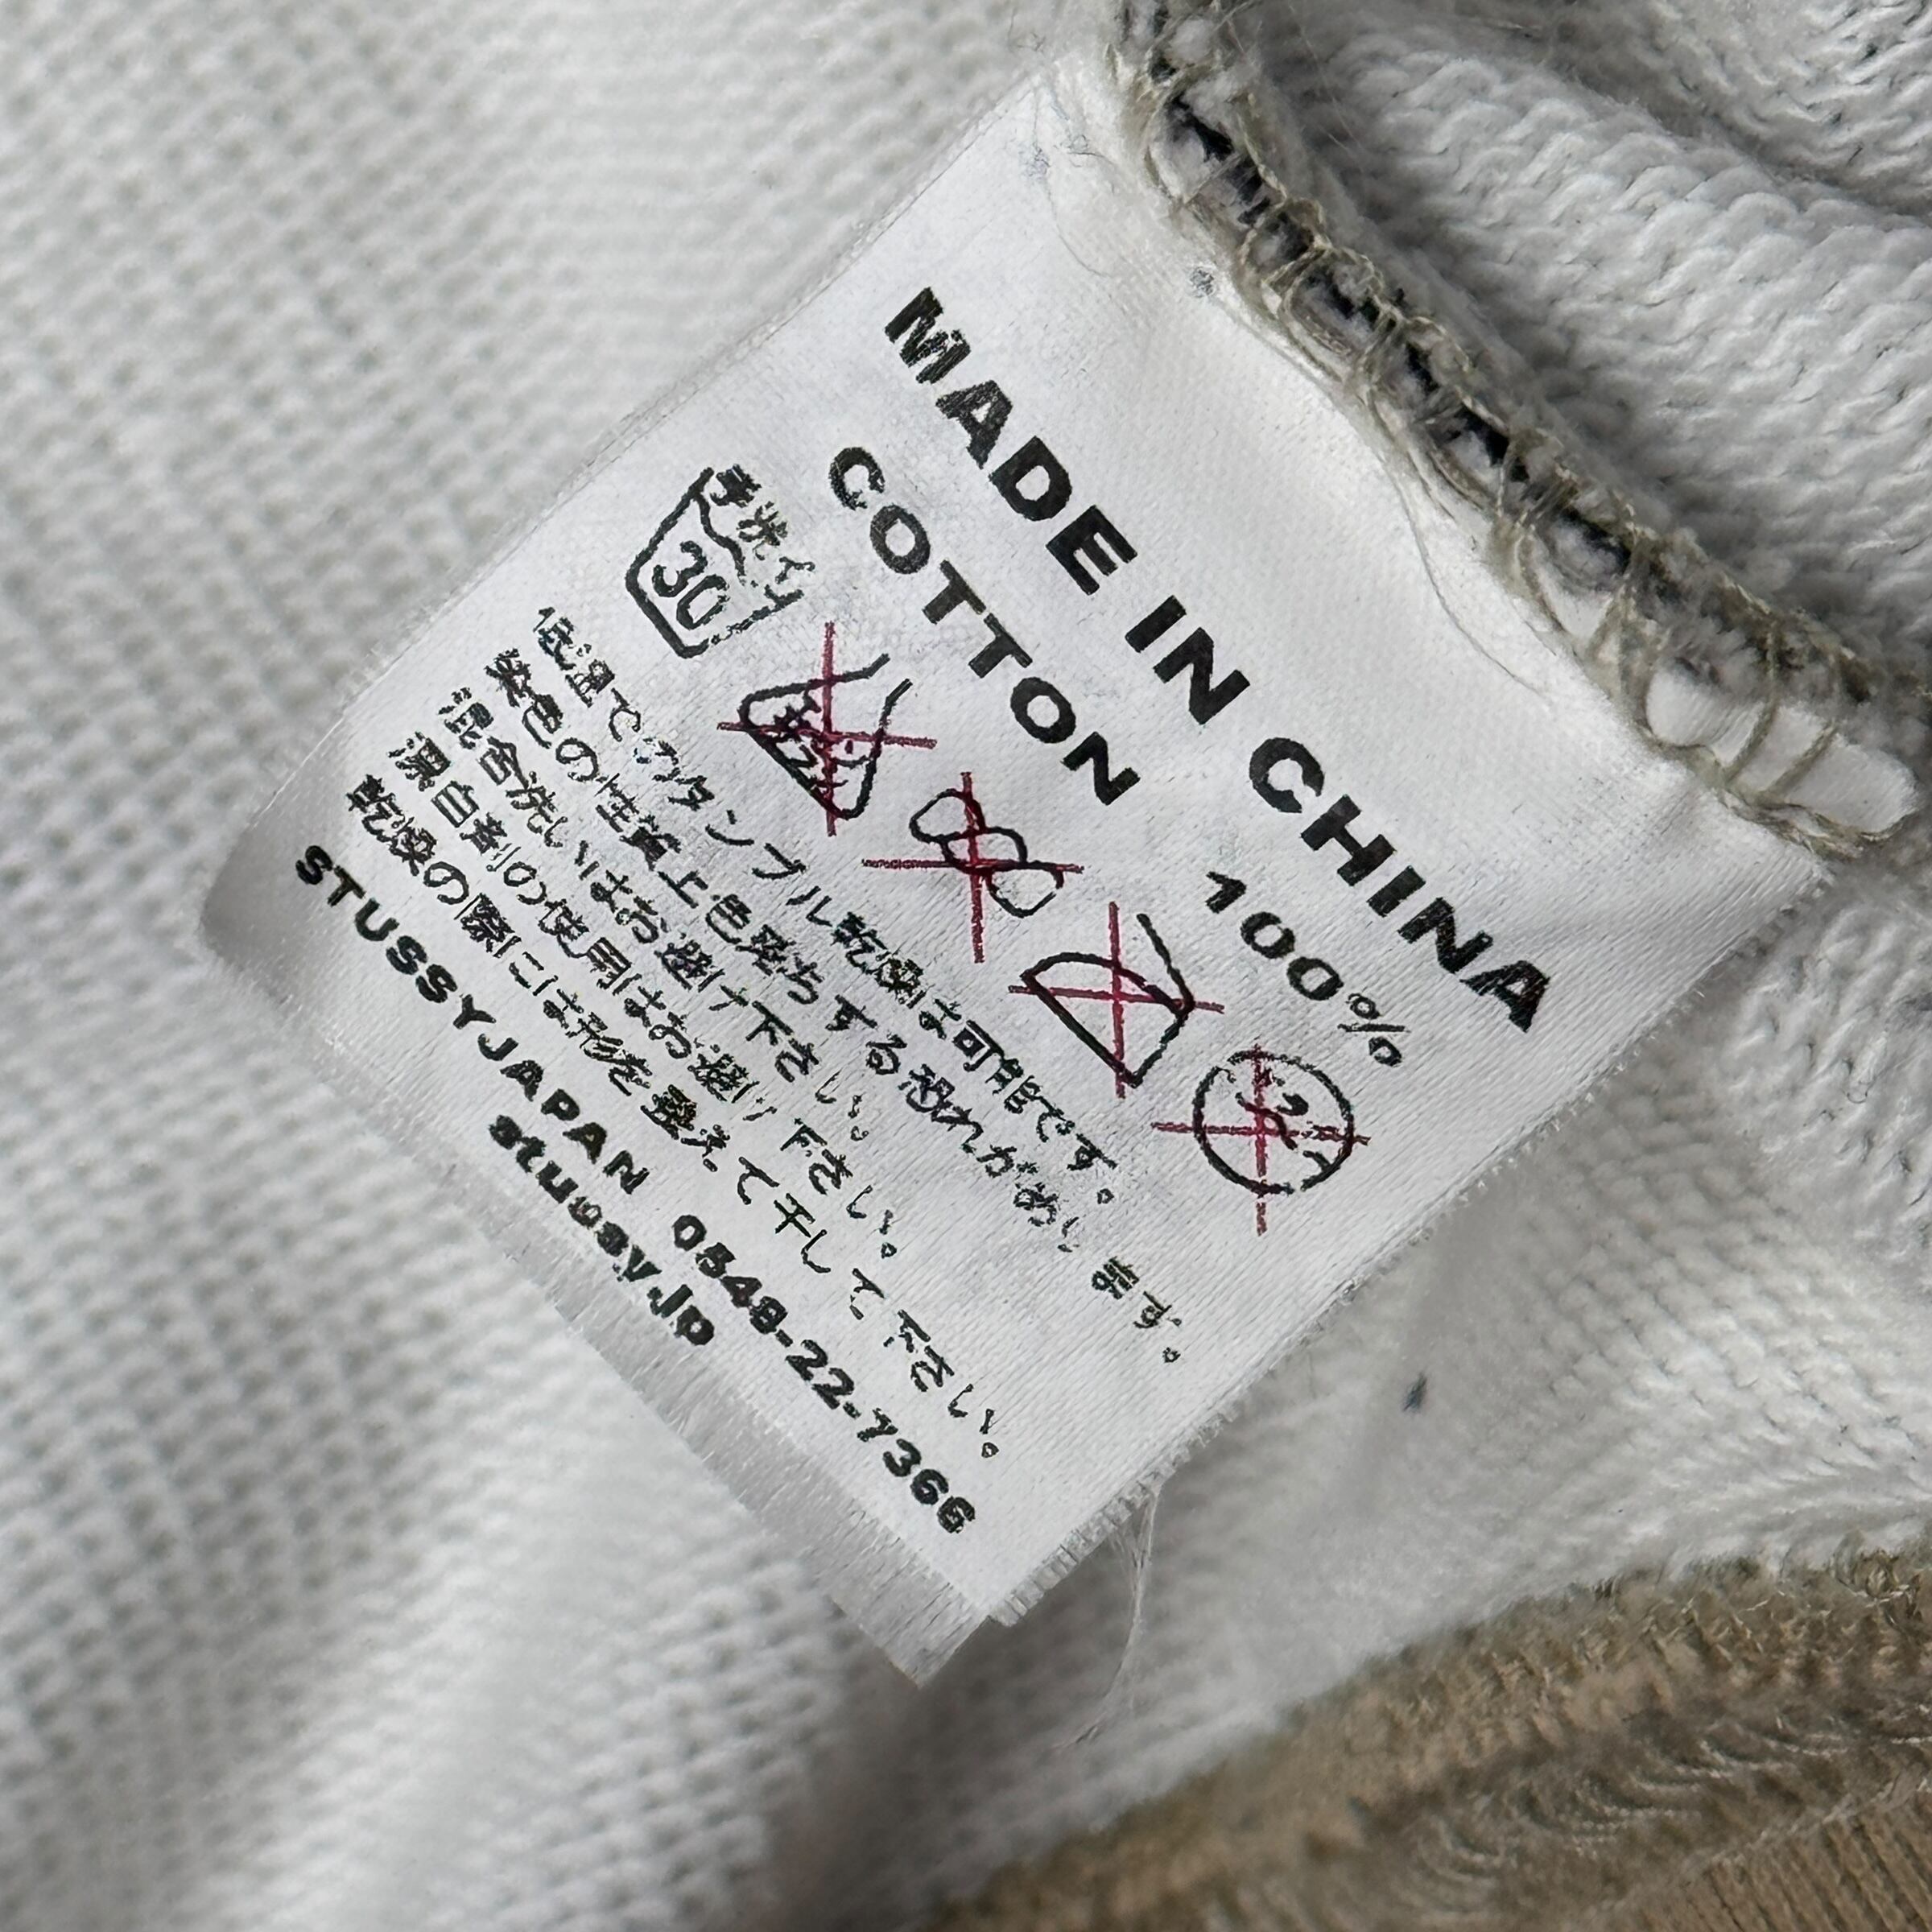 MADE IN CHINA
COTTON 100%
手洗イ
30
低温でのタンブル乾燥は可能です。
染色の性質上色落ちする恐れがあります。
混合洗いはお避け下さい。
漂白剤の使用はお避け下さい。
乾燥の際には形を整えて干して下さい。
STUSSY JAPAN 0548-22-7366
stussy.jp